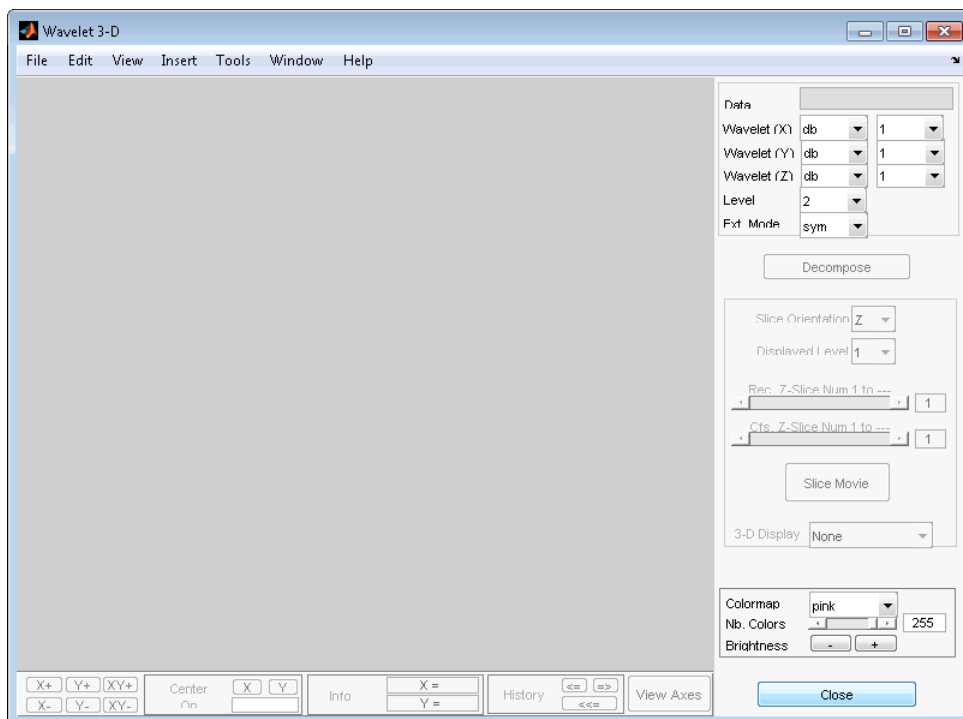 Wavelet 3-D
File Edit View Insert Tools Window Help
Data
Wavelet (X) db 1
Wavelet (Y) db 1
Wavelet (Z) db 1
Level 2
Ext. Mode sym
Decompose
Slice Orientation Z
Displayed Level 1
Rec. Z-Slice Num 1 to ---
1
Cfs. Z-Slice Num 1 to ---
1
Slice Movie
3-D Display None
Colormap pink
Nb. Colors 255
Brightness - +
X+ Y+ XY+ Center X Y Info X = History <= => View Axes
X- Y- XY- On Y = <<=
Close